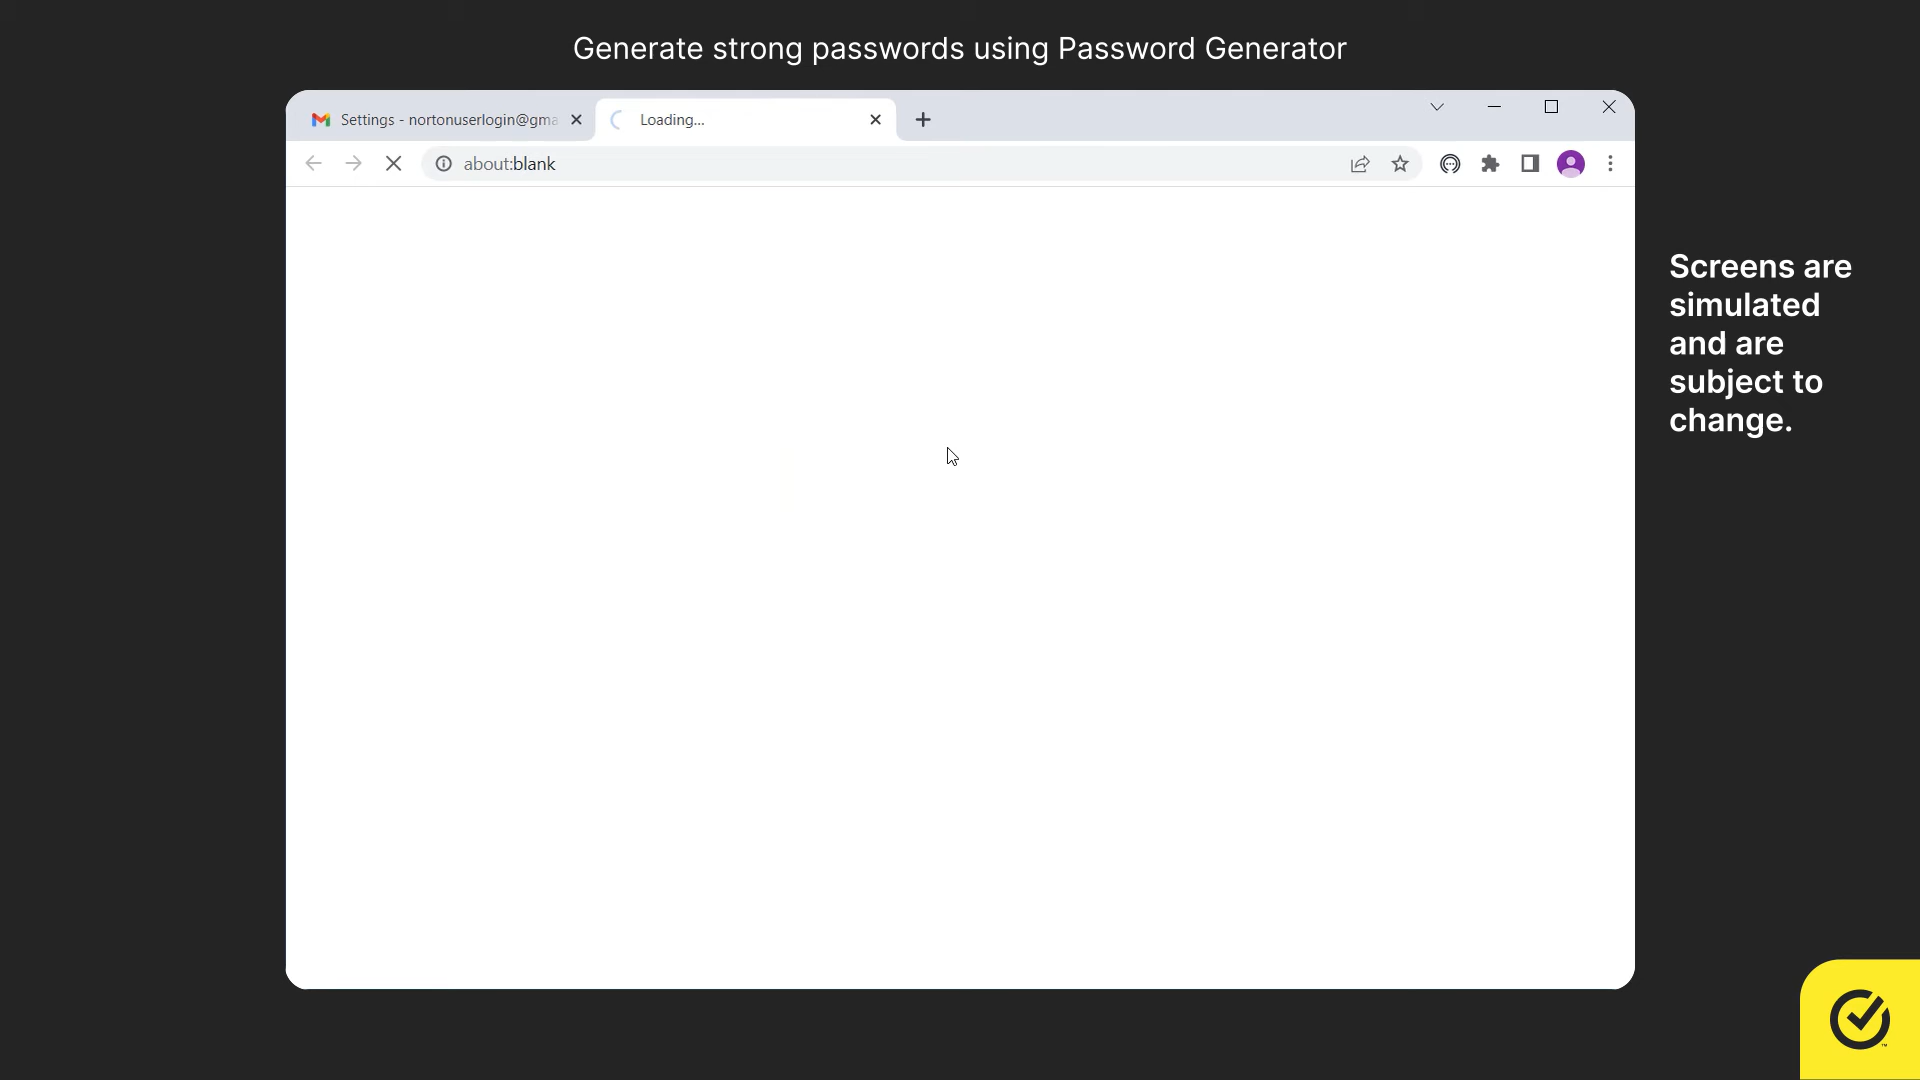 Generate strong passwords using Password Generator
Settings - nortonuserlogin@gma
Loading...
about:blank
Screens are
simulated
and are
subject to
change.